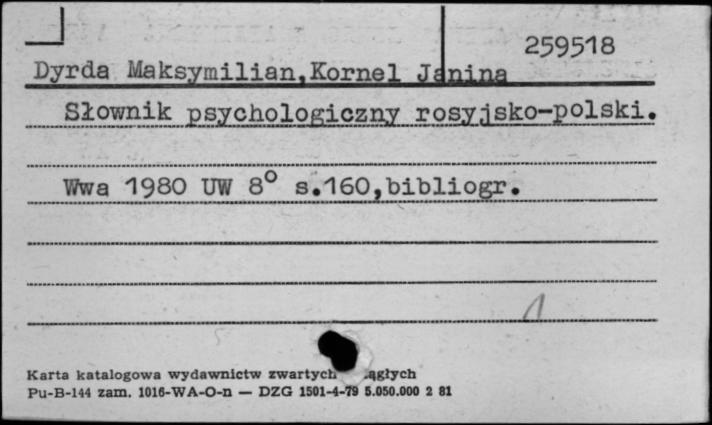 259518
Dyrda Maksymilian,Kornel Janina
Słownik psychologiczny rosyjsko-polski.
Wwa 1980 UW 8° s.160,bibliogr.
1
Karta katalogowa wydawnictw zwartych
Pu-B-144 zam. 1016-WA-O-n — DZG 1501-4-79 5.050.000 2 81